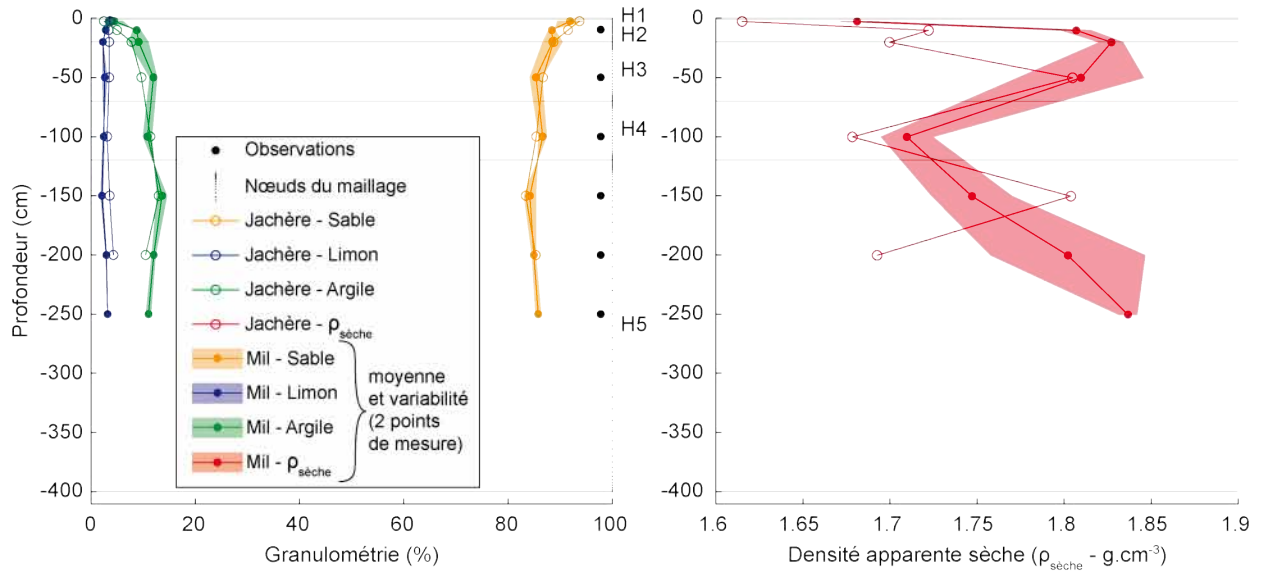 0
-50
-100
-150
-200
-250
-300
-350
-400
Profondeur (cm)
0
20
40
60
80
100
Granulométrie (%)
H1
H2
H3
H4
H5
Observations
Nœuds du maillage
Jachère - Sable
Jachère - Limon
Jachère - Argile
Jachère - ρsèche
Mil - Sable
Mil - Limon
Mil - Argile
Mil - ρsèche
moyenne
et variabilité
(2 points
de mesure)
0
-50
-100
-150
-200
-250
-300
-350
-400
1.6
1.65
1.7
1.75
1.8
1.85
1.9
Densité apparente sèche (ρsèche - g.cm-3)